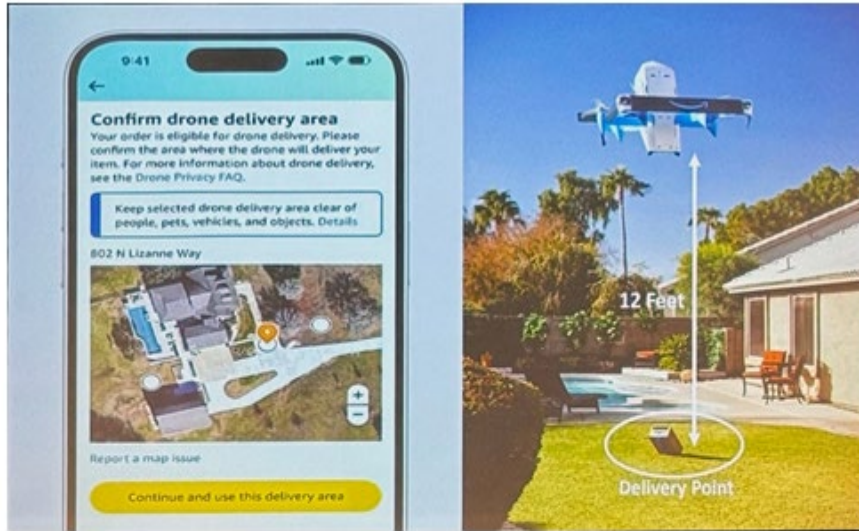 9:41
Confirm drone delivery area
Your order is eligible for drone delivery. Please
confirm the area where the drone will deliver your
item. For more information about drone delivery,
see the Drone Privacy FAQ.
Keep selected drone delivery area clear of
people, pets, vehicles, and objects. Details
802 N Lizanne Way
+
−
Report a map issue
Continue and use this delivery area
12 Feet
Delivery Point